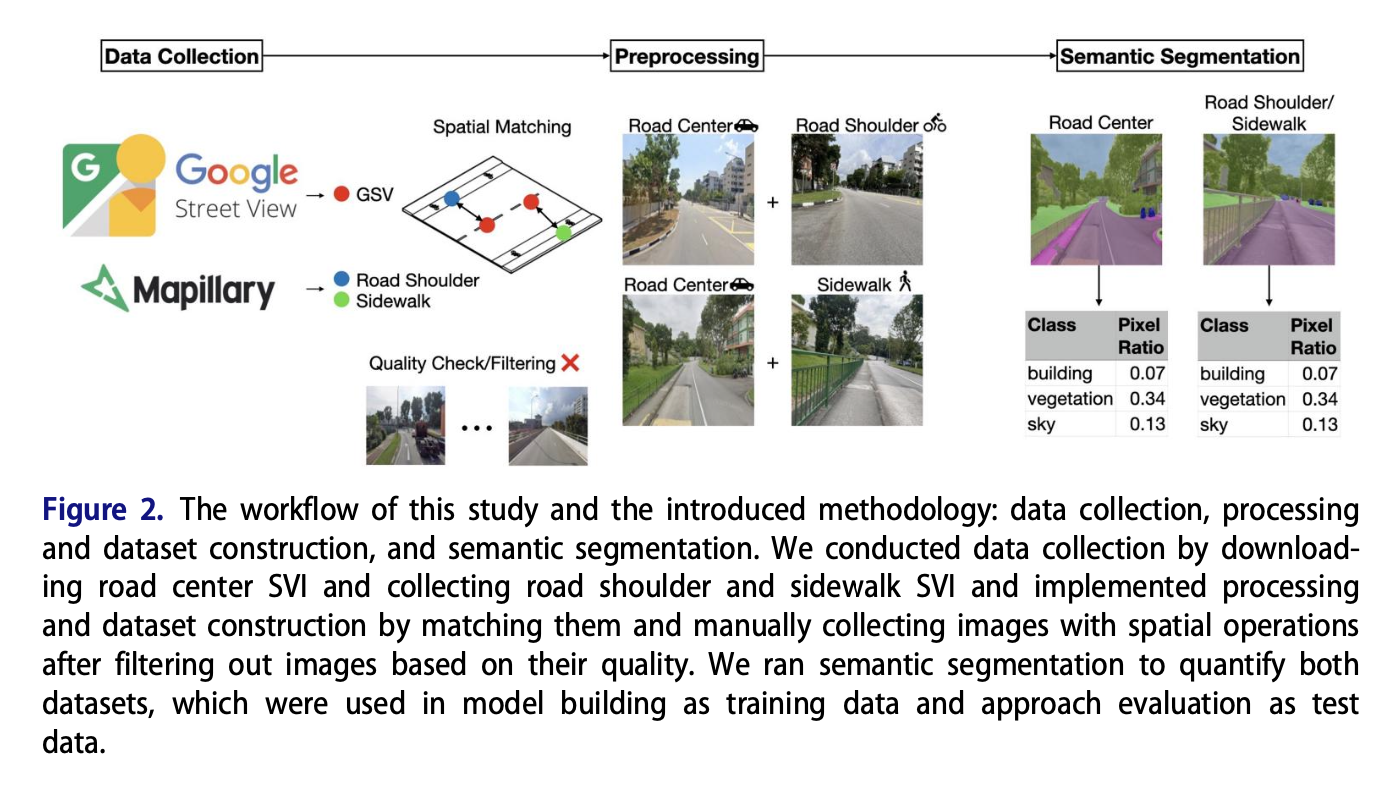 Data Collection
Preprocessing
Semantic Segmentation
G
Google
Street View
GSV
Mapillary
Road Shoulder
Sidewalk
Spatial Matching
Quality Check/Filtering
...
Road Center
Road Shoulder
+
Road Center
Sidewalk
+
Road Center
Road Shoulder/
Sidewalk
Class Pixel
Ratio
building 0.07
vegetation 0.34
sky 0.13
Class Pixel
Ratio
building 0.07
vegetation 0.34
sky 0.13
Figure 2. The workflow of this study and the introduced methodology: data collection, processing
and dataset construction, and semantic segmentation. We conducted data collection by download-
ing road center SVI and collecting road shoulder and sidewalk SVI and implemented processing
and dataset construction by matching them and manually collecting images with spatial operations
after filtering out images based on their quality. We ran semantic segmentation to quantify both
datasets, which were used in model building as training data and approach evaluation as test
data.